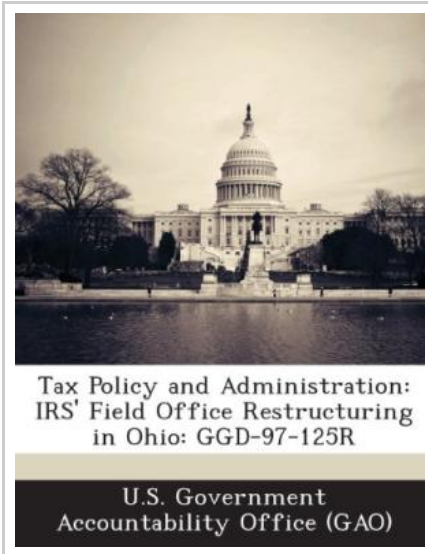 Tax Policy and Administration:
IRS' Field Office Restructuring
in Ohio: GGD-97-125R
U.S. Government
Accountability Office (GAO)